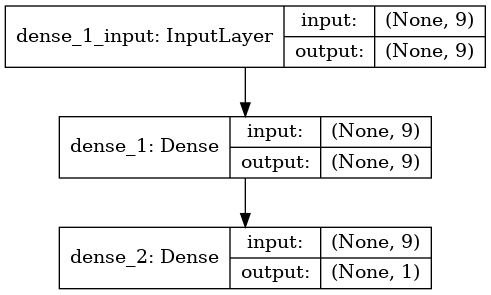 dense_1_input: InputLayer
input: (None, 9)
output: (None, 9)
dense_1: Dense
input: (None, 9)
output: (None, 9)
dense_2: Dense
input: (None, 9)
output: (None, 1)